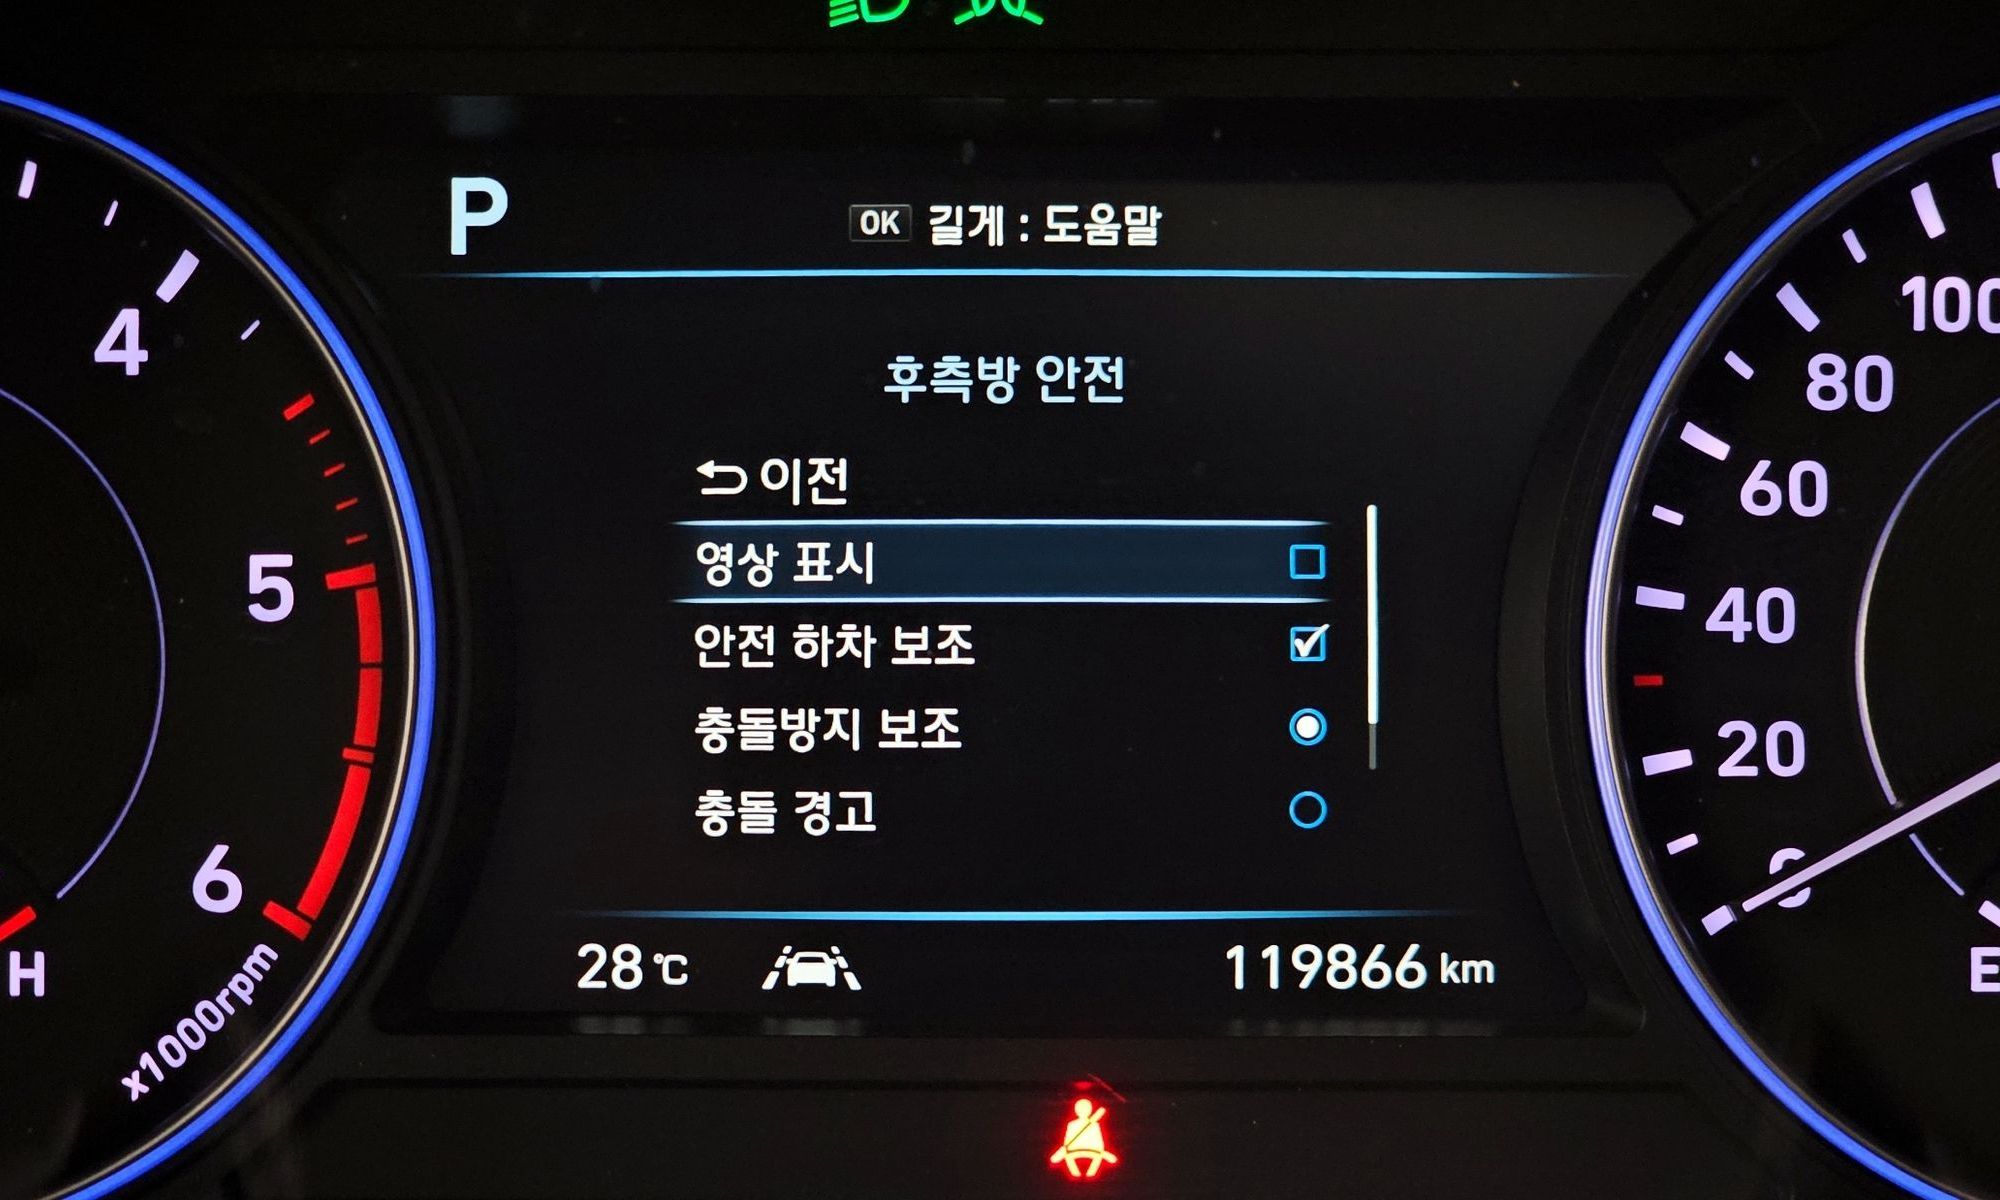 P
OK 길게 : 도움말
후측방 안전
이전
영상 표시
안전 하차 보조
충돌방지 보조
충돌 경고
28 °C
119866 km
4
5
6
x1000rpm
H
100
80
60
40
20
0
E